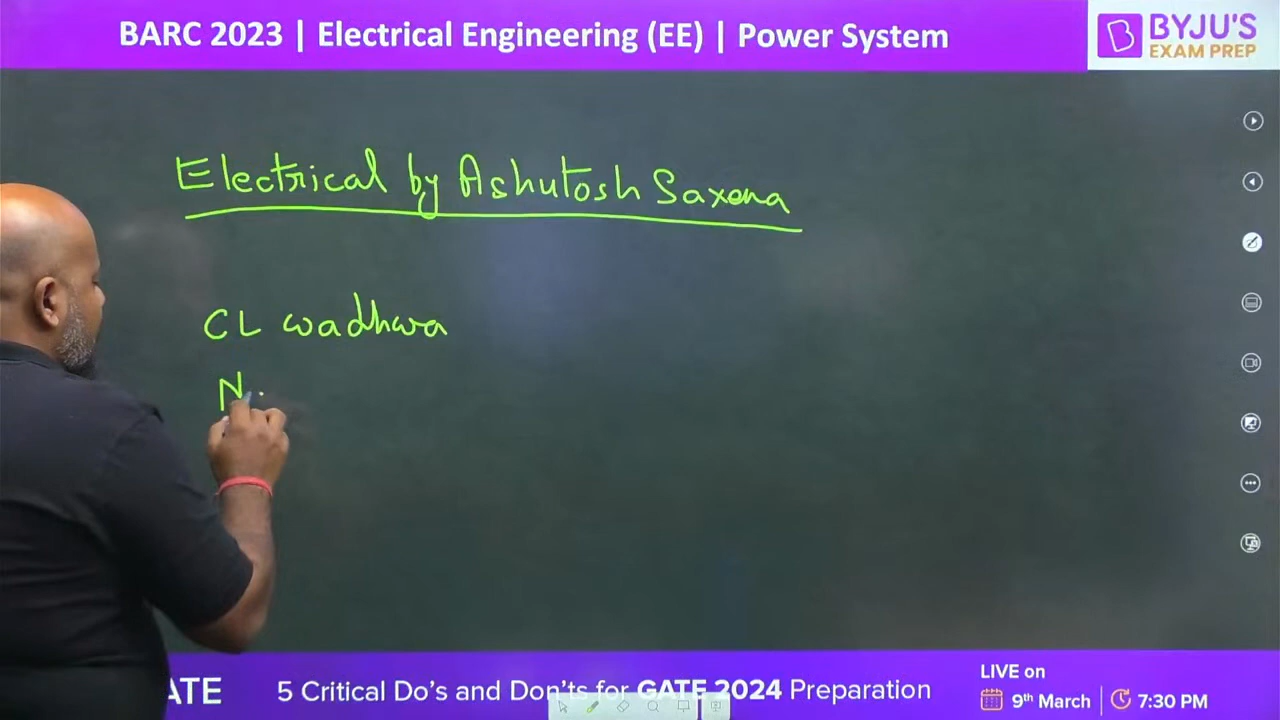 BARC 2023 | Electrical Engineering (EE) | Power System
BYJU'S
EXAM PREP
Electrical by Ashutosh Saxena
CL wadhwa
N.
ATE
5 Critical Do's and Don'ts for GATE 2024 Preparation
LIVE on
9th March
7:30 PM